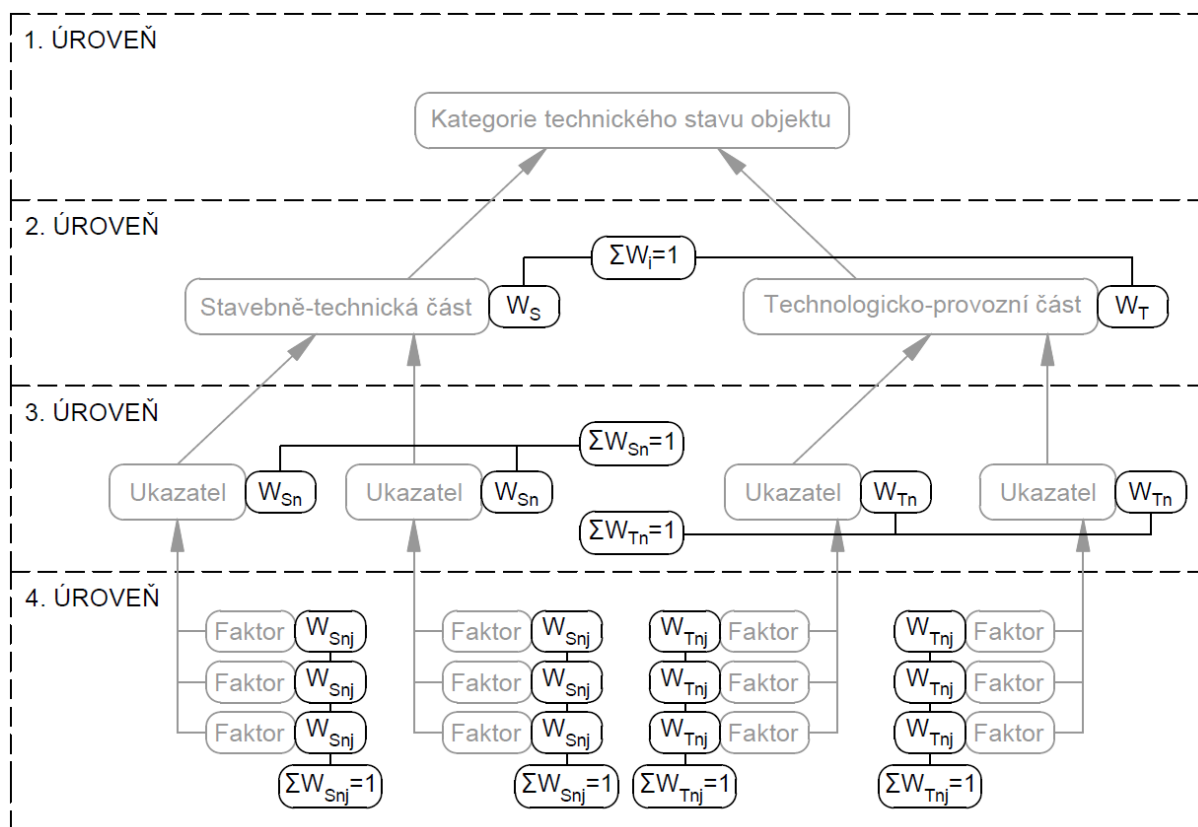 1. ÚROVEŇ
Kategorie technického stavu objektu
2. ÚROVEŇ
ΣWi=1
Stavebně-technická část
WS
Technologicko-provozní část
WT
3. ÚROVEŇ
ΣWSn=1
Ukazatel
WSn
Ukazatel
WSn
Ukazatel
WTn
Ukazatel
WTn
ΣWTn=1
4. ÚROVEŇ
Faktor
WSnj
Faktor
WSnj
WTnj
Faktor
WTnj
Faktor
Faktor
WSnj
Faktor
WSnj
WTnj
Faktor
WTnj
Faktor
Faktor
WSnj
Faktor
WSnj
WTnj
Faktor
WTnj
Faktor
ΣWSnj=1
ΣWSnj=1
ΣWTnj=1
ΣWTnj=1